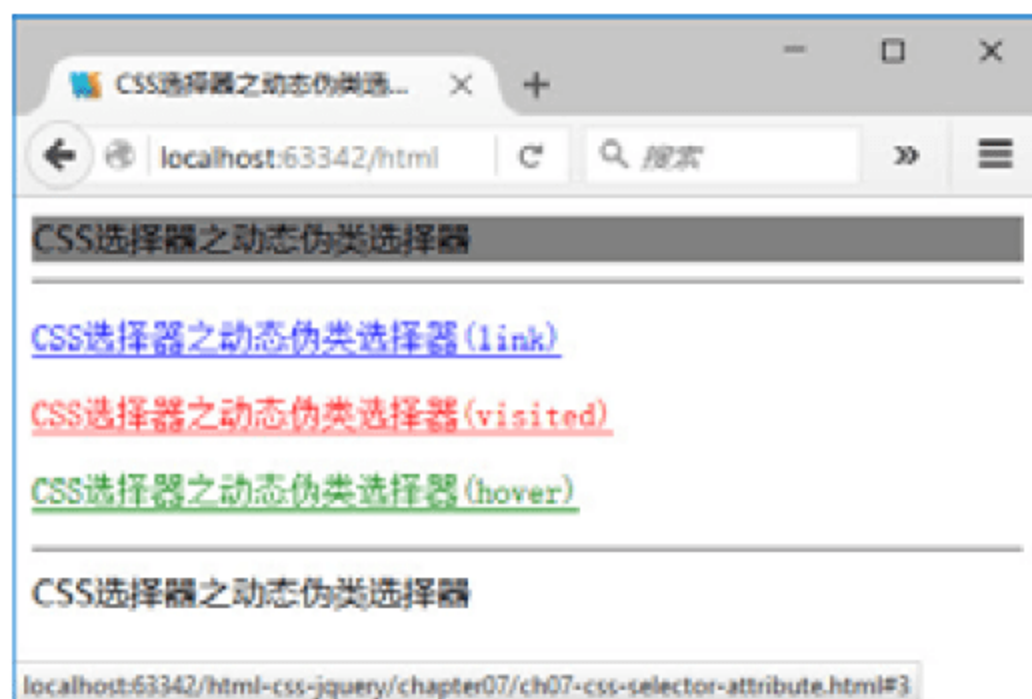 CSS选择器之动态伪类选...
localhost:63342/html
搜索
CSS选择器之动态伪类选择器
CSS选择器之动态伪类选择器(link)
CSS选择器之动态伪类选择器(visited)
CSS选择器之动态伪类选择器(hover)
CSS选择器之动态伪类选择器
localhost:63342/html-css-jquery/chapter07/ch07-css-selector-attribute.html#3